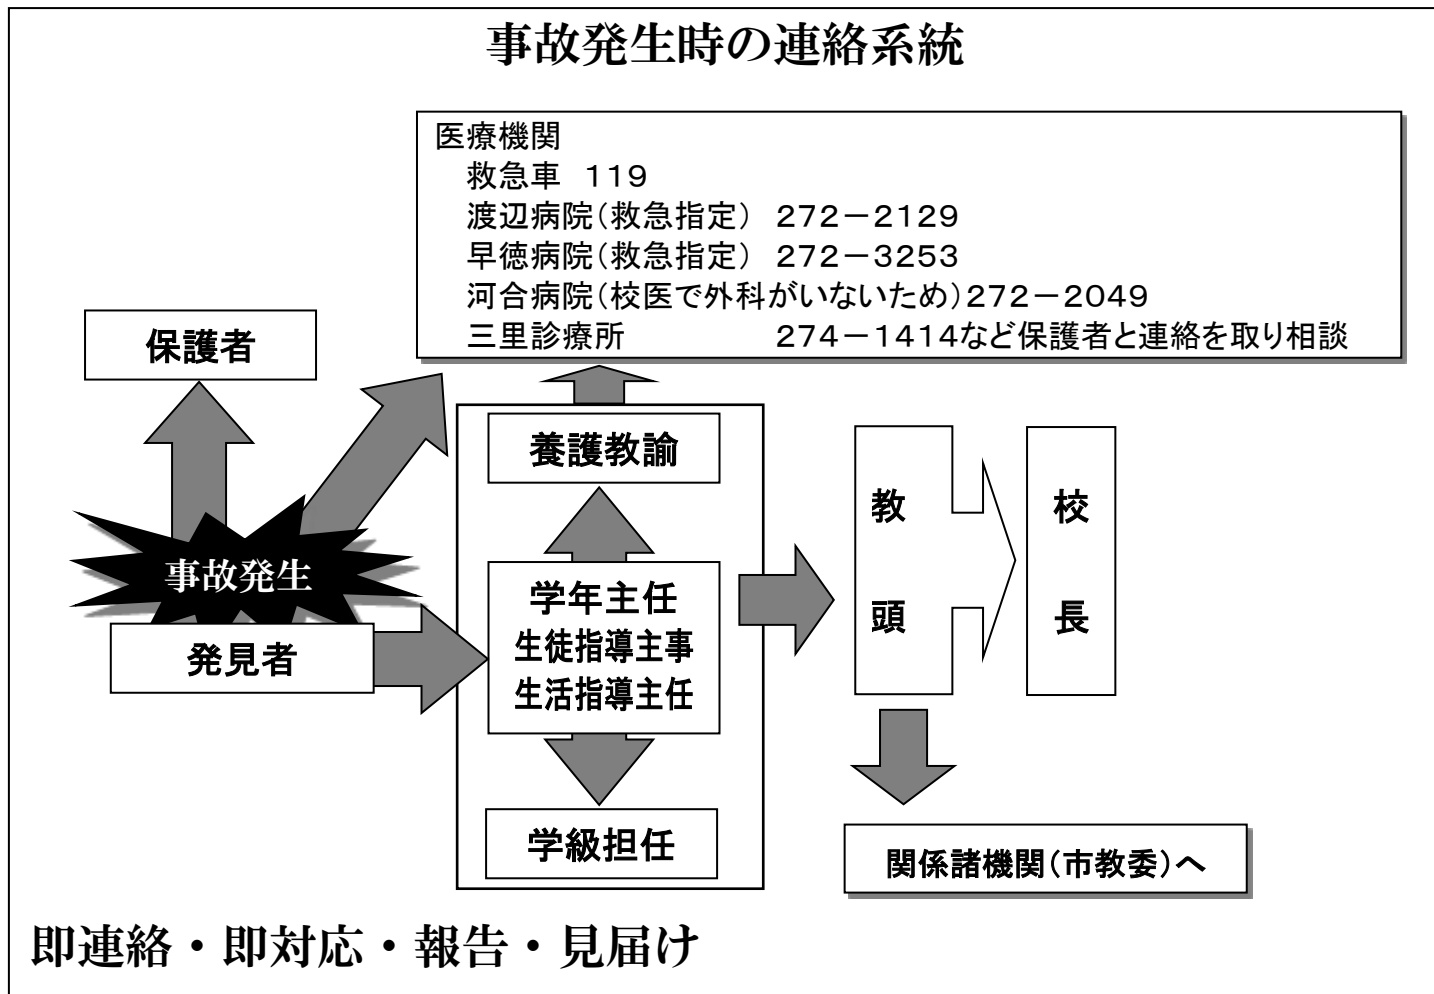 事故発生時の連絡系統
医療機関
救急車　119
渡辺病院(救急指定)　272－2129
早徳病院(救急指定)　272－3253
河合病院(校医で外科がいないため)272－2049
三里診療所　　　　　274－1414など保護者と連絡を取り相談
保護者
養護教諭
事故発生
発見者
学年主任
生徒指導主事
生活指導主任
学級担任
教頭
校長
関係諸機関(市教委)へ
即連絡・即対応・報告・見届け